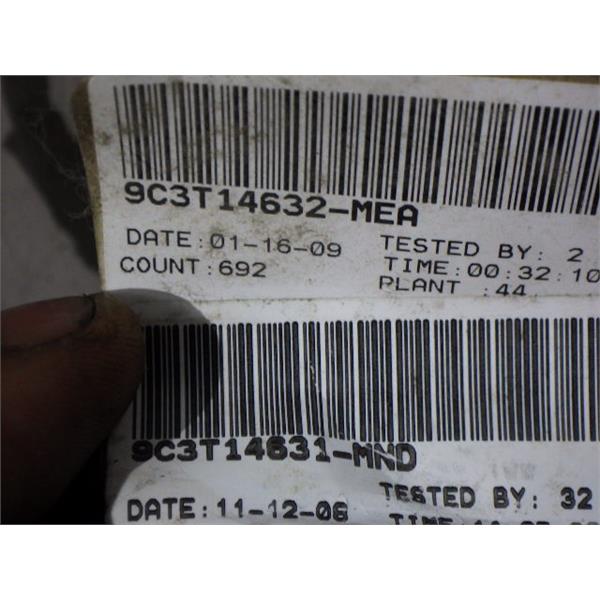 9C3T14632-MEA
DATE:01-16-09 TESTED BY: 2
COUNT:692 TIME:00:32:10
PLANT :44
9C3T14631-MND
DATE:11-12-08 TESTED BY: 32